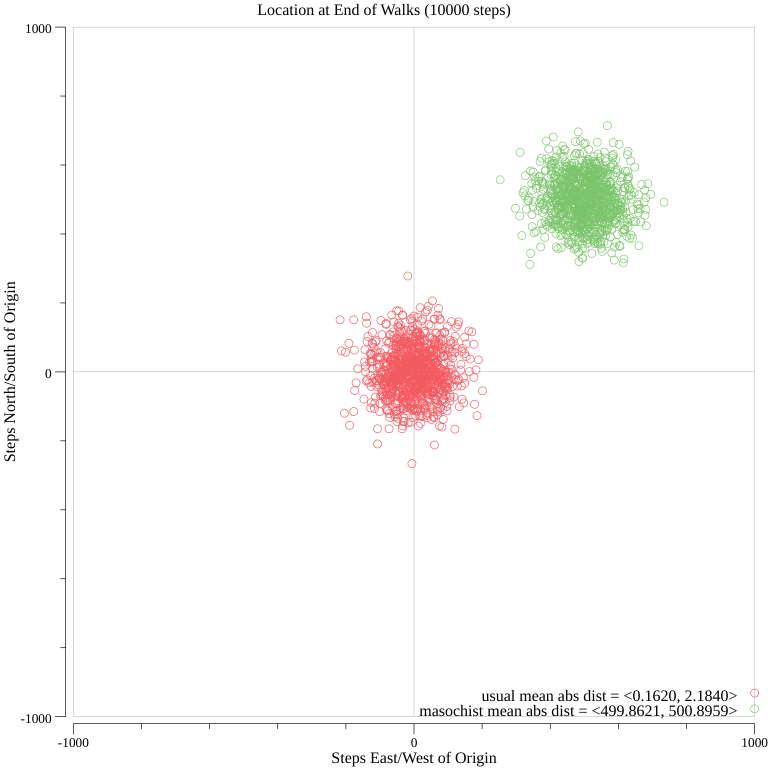 Location at End of Walks (10000 steps)
1000
Steps North/South of Origin
0
usual mean abs dist = <0.1620, 2.1840>
masochist mean abs dist = <499.8621, 500.8959>
-1000
-1000
0
1000
Steps East/West of Origin